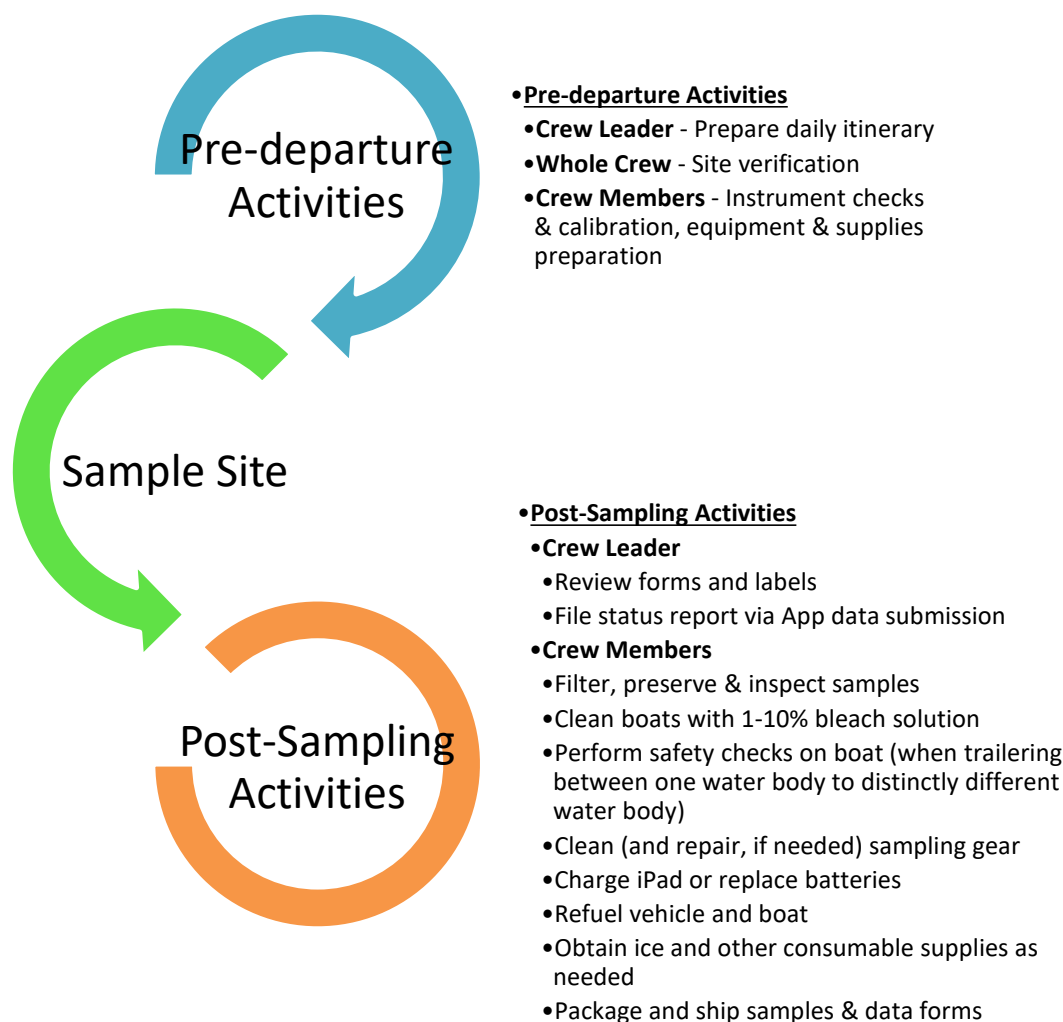 Pre-departure
Activities
•Pre-departure Activities
•Crew Leader - Prepare daily itinerary
•Whole Crew - Site verification
•Crew Members - Instrument checks
& calibration, equipment & supplies
preparation
Sample Site
Post-Sampling
Activities
•Post-Sampling Activities
•Crew Leader
•Review forms and labels
•File status report via App data submission
•Crew Members
•Filter, preserve & inspect samples
•Clean boats with 1-10% bleach solution
•Perform safety checks on boat (when trailering
between one water body to distinctly different
water body)
•Clean (and repair, if needed) sampling gear
•Charge iPad or replace batteries
•Refuel vehicle and boat
•Obtain ice and other consumable supplies as
needed
•Package and ship samples & data forms